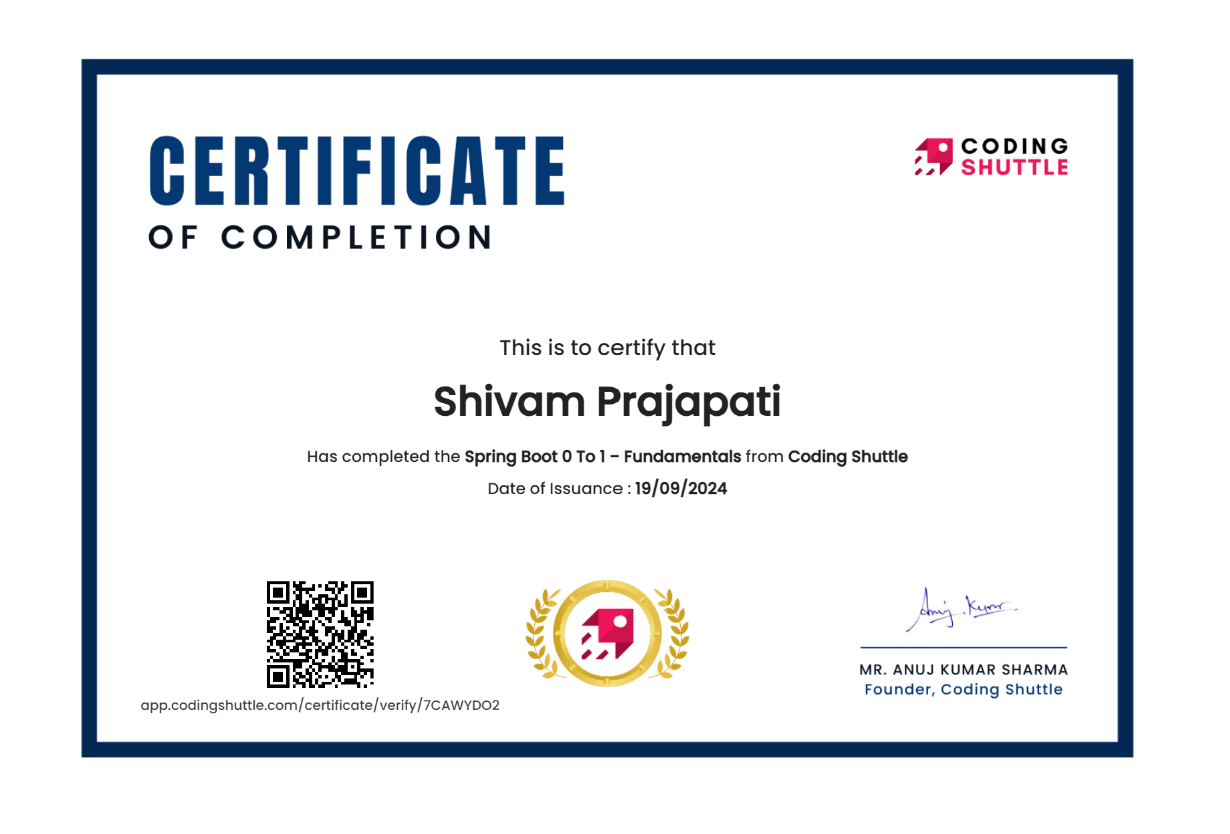 CERTIFICATE
OF COMPLETION
CODING
SHUTTLE
This is to certify that
Shivam Prajapati
Has completed the Spring Boot 0 To 1 – Fundamentals from Coding Shuttle
Date of Issuance : 19/09/2024
app.codingshuttle.com/certificate/verify/7CAWYDO2
Anuj Kumar
MR. ANUJ KUMAR SHARMA
Founder, Coding Shuttle